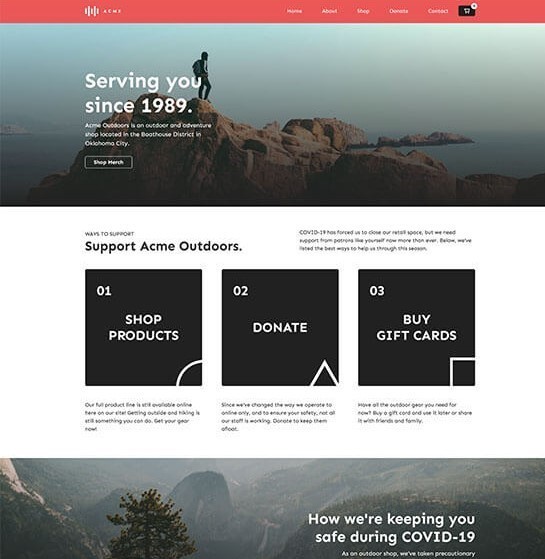 ACME
Home About Shop Donate Contact
Serving you
since 1989.
Acme Outdoors is an outdoor and adventure
shop located in the Boathouse District in
Oklahoma City.
Shop Merch
WAYS TO SUPPORT
Support Acme Outdoors.
COVID-19 has forced us to close our retail space, but we need
support from patrons like yourself now more than ever. Below, we've
listed the best ways to help us through this season.
01
SHOP
PRODUCTS
02
DONATE
03
BUY
GIFT CARDS
Our full product line is still available online
here on our site! Getting outside and hiking is
still something you can do. Get your gear
now!
Since we've changed the way we operate to
online only, and to ensure your safety, not all
our staff is working. Donate to keep them
afloat.
Have all the outdoor gear you need for
now? Buy a gift card and use it later or share
it with friends and family.
How we're keeping you
safe during COVID-19
As an outdoor shop, we've taken precautionary